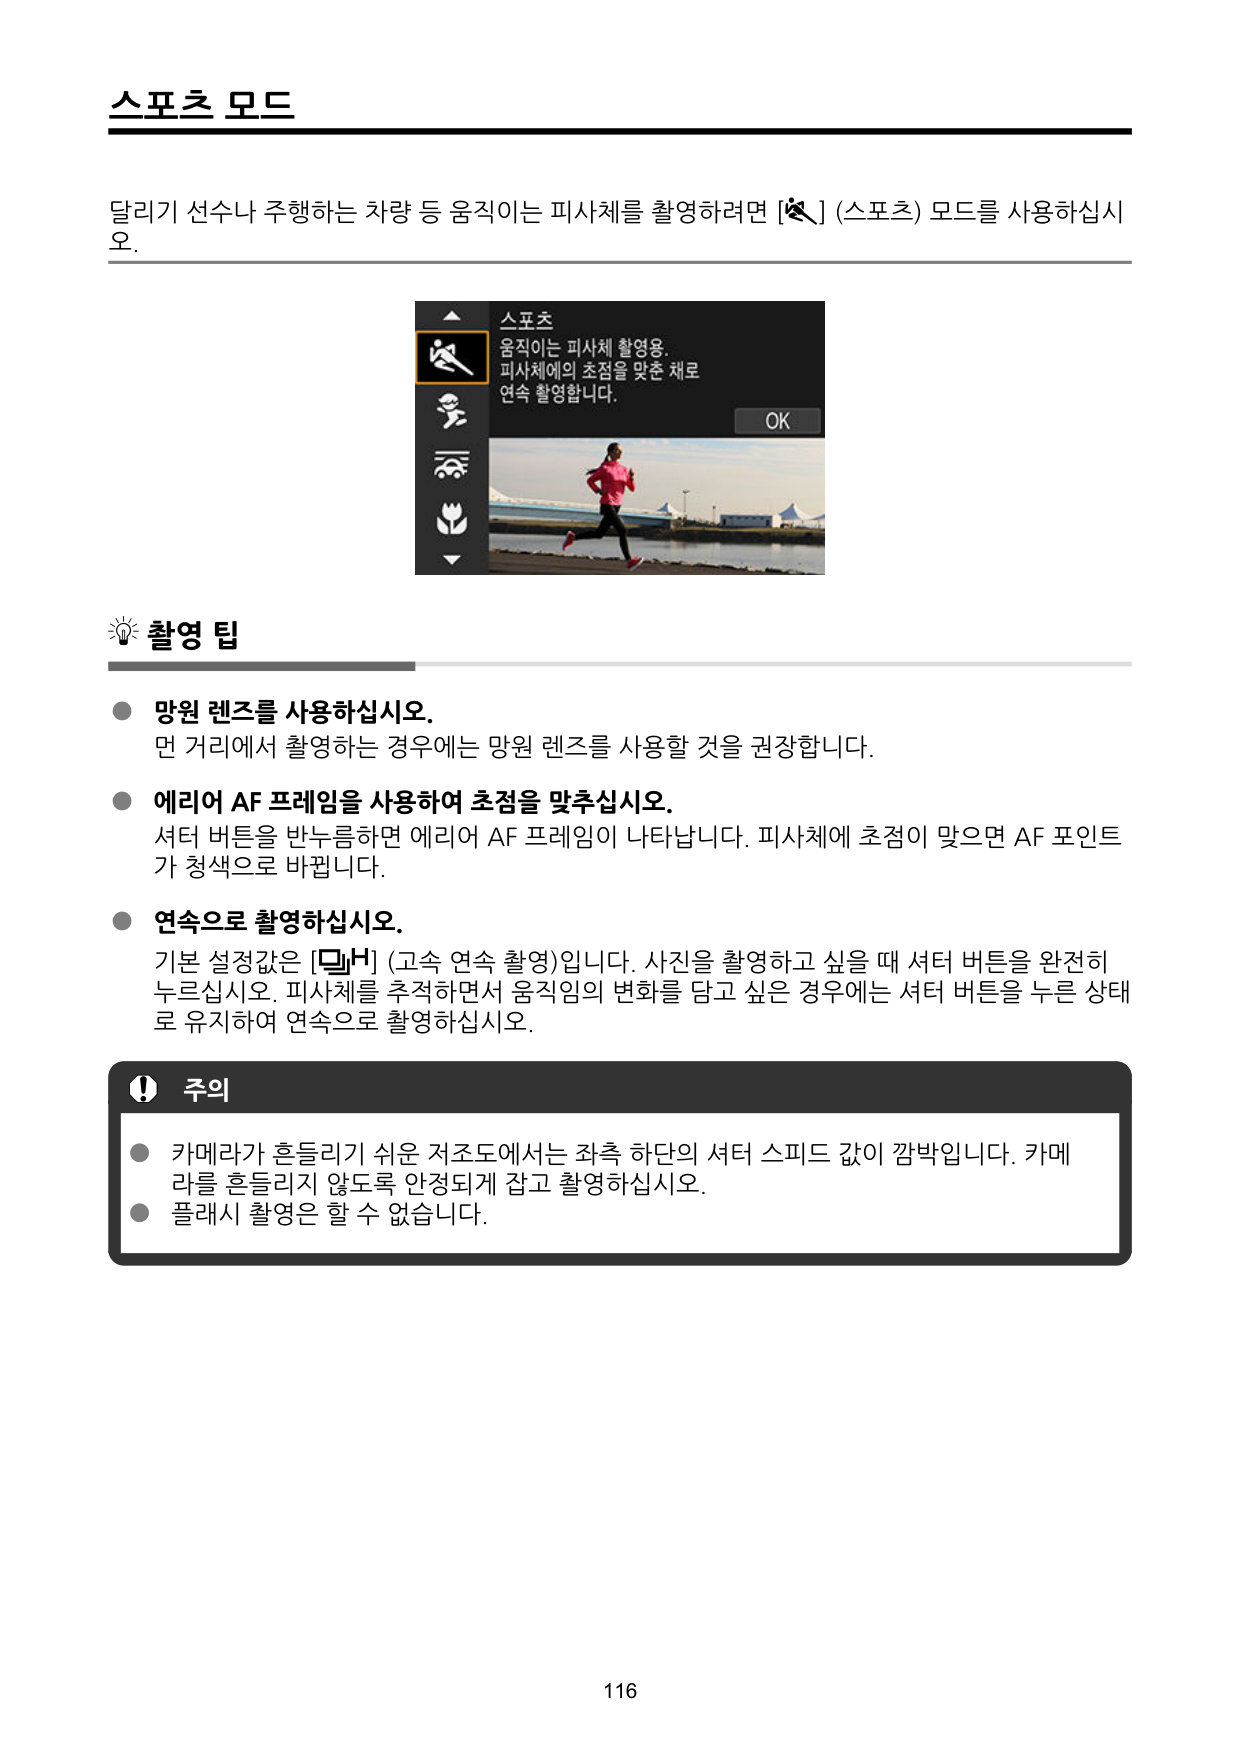 스포츠 모드
달리기 선수나 주행하는 차량 등 움직이는 피사체를 촬영하려면 [] (스포츠) 모드를 사용하십시
오.
스포츠
움직이는 피사체 촬영용.
피사체에의 초점을 맞춘 채로
연속 촬영합니다.
OK
촬영 팁
● 망원 렌즈를 사용하십시오.
먼 거리에서 촬영하는 경우에는 망원 렌즈를 사용할 것을 권장합니다.
● 에리어 AF 프레임을 사용하여 초점을 맞추십시오.
셔터 버튼을 반누름하면 에리어 AF 프레임이 나타납니다. 피사체에 초점이 맞으면 AF 포인트
가 청색으로 바뀝니다.
● 연속으로 촬영하십시오.
기본 설정값은 [H] (고속 연속 촬영)입니다. 사진을 촬영하고 싶을 때 셔터 버튼을 완전히
누르십시오. 피사체를 추적하면서 움직임의 변화를 담고 싶은 경우에는 셔터 버튼을 누른 상태
로 유지하여 연속으로 촬영하십시오.
주의
● 카메라가 흔들리기 쉬운 저조도에서는 좌측 하단의 셔터 스피드 값이 깜박입니다. 카메
라를 흔들리지 않도록 안정되게 잡고 촬영하십시오.
● 플래시 촬영은 할 수 없습니다.
116